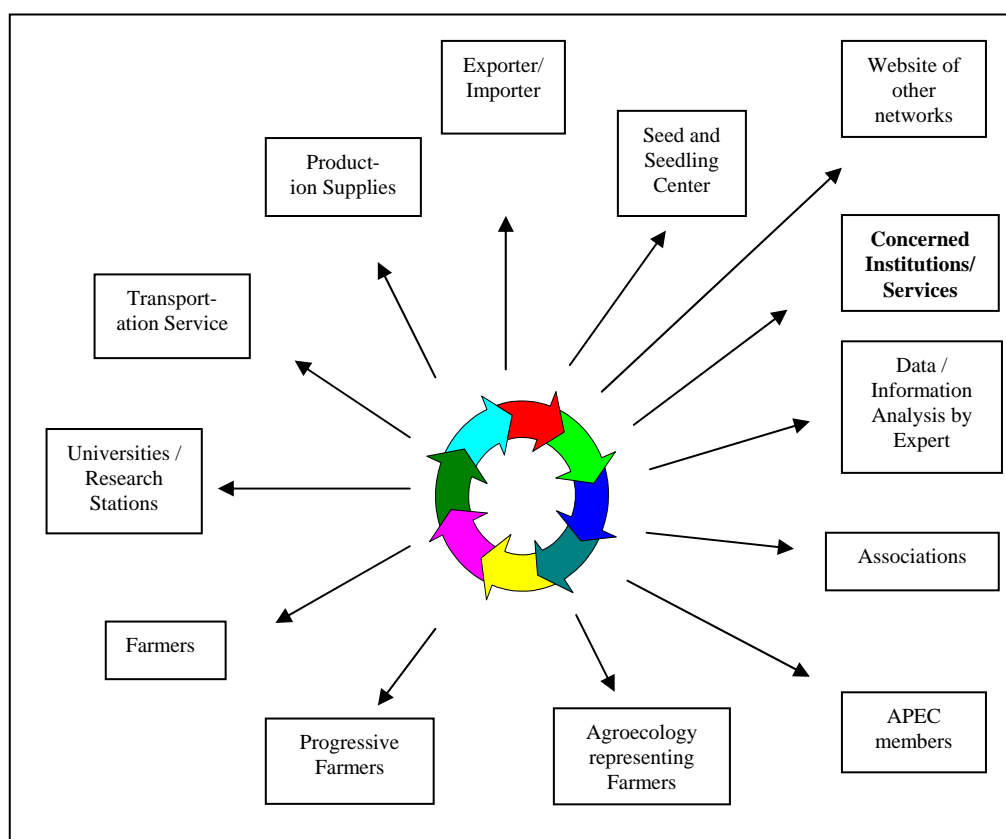 Exporter/
Importer
Website of
other
networks
Seed and
Seedling
Center
Product-
ion Supplies
Concerned
Institutions/
Services
Transport-
ation Service
Data /
Information
Analysis by
Expert
Universities /
Research
Stations
Associations
Farmers
APEC
members
Progressive
Farmers
Agroecology
representing
Farmers